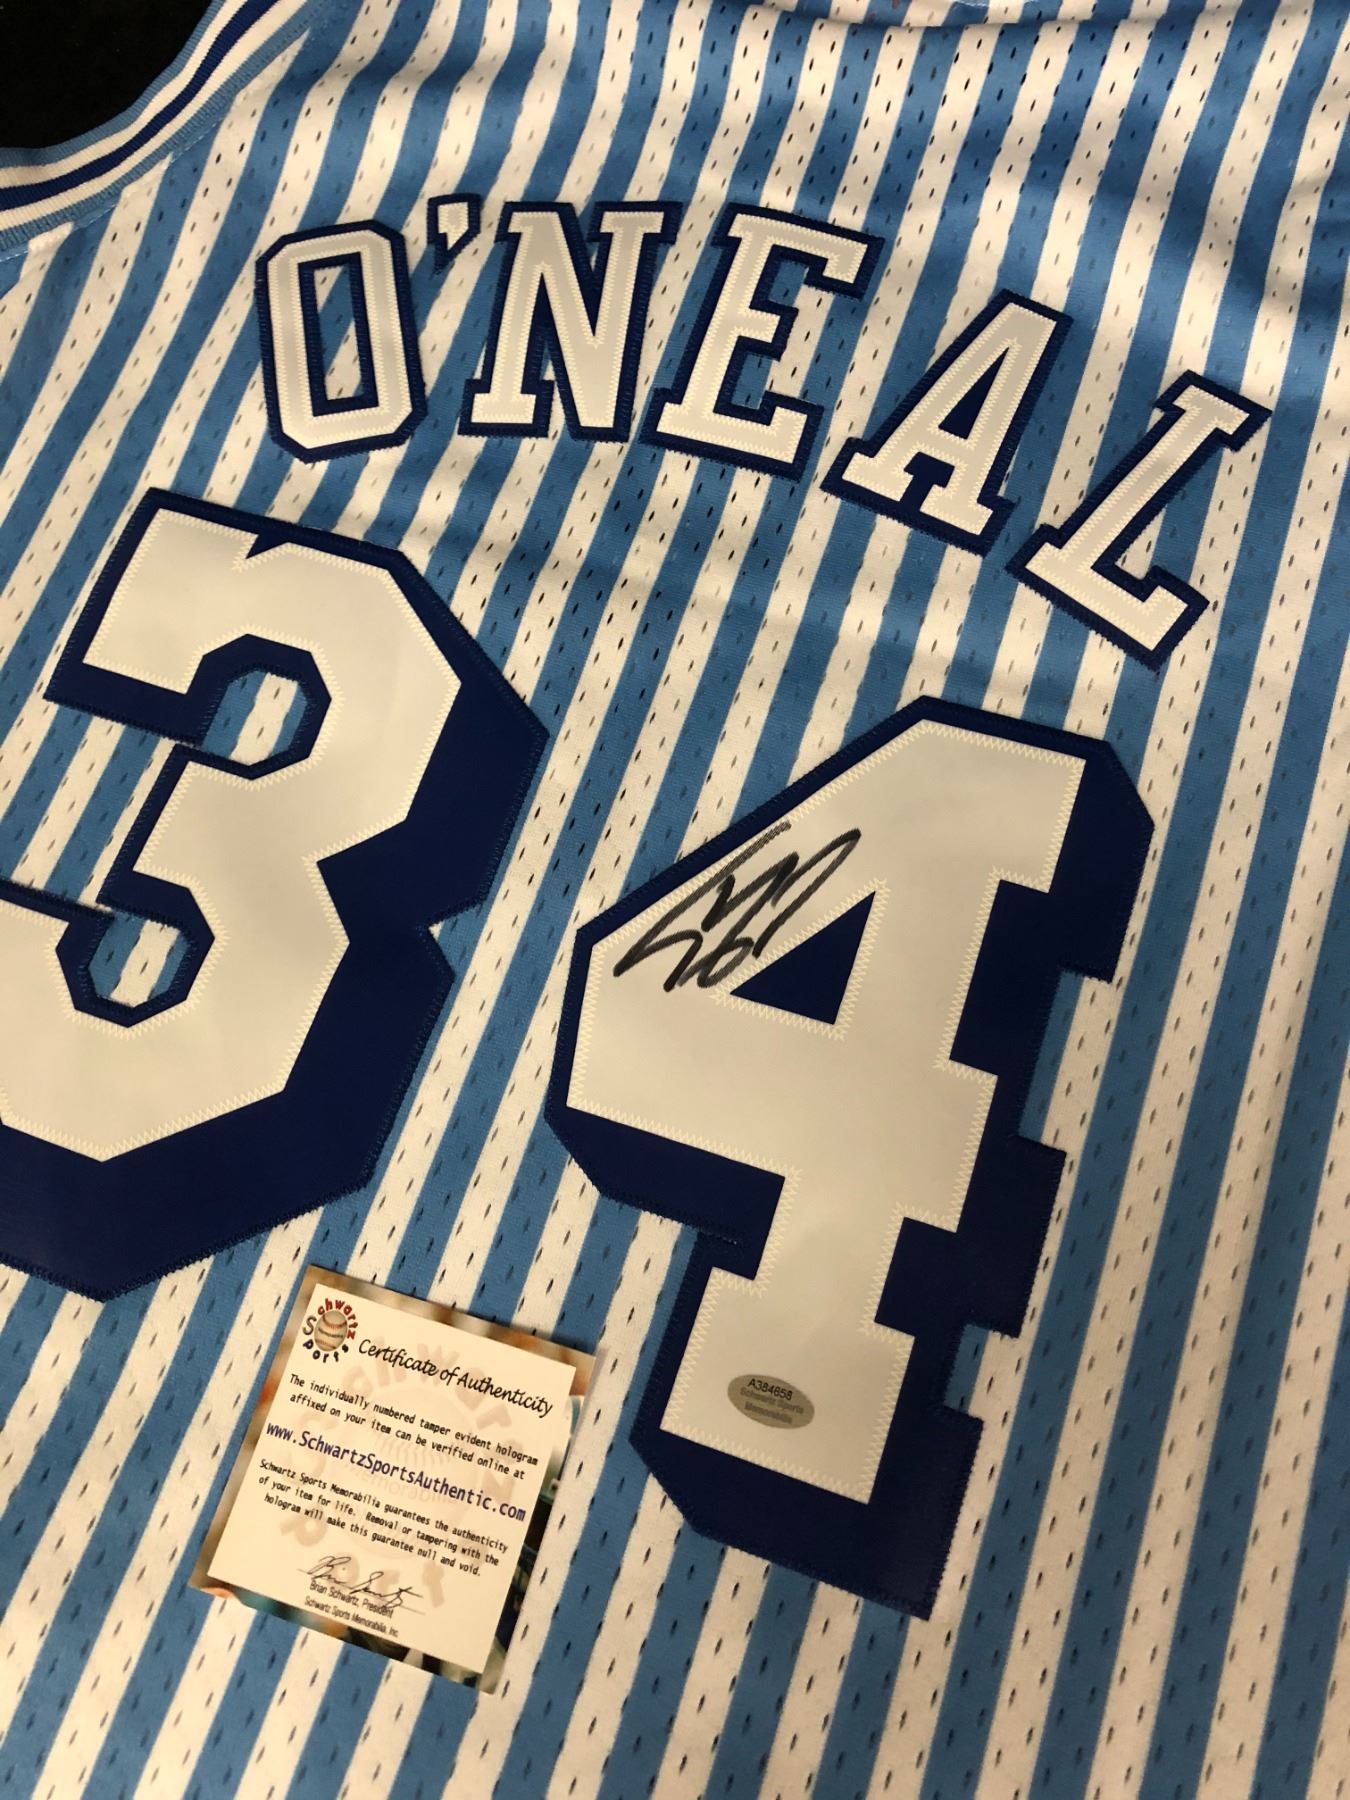 O'NEAL
34
A384658
Schwartz Sports
Memorabilia
Schwartz
Sports
Certificate of Authenticity
The individually numbered tamper evident hologram
affixed on your item can be verified online at
www.SchwartzSportsAuthentic.com
Schwartz Sports Memorabilia guarantees the authenticity
of your item for life. Removal or tampering with the
hologram will make this guarantee null and void.
Brian Schwartz, President
Schwartz Sports Memorabilia, Inc.